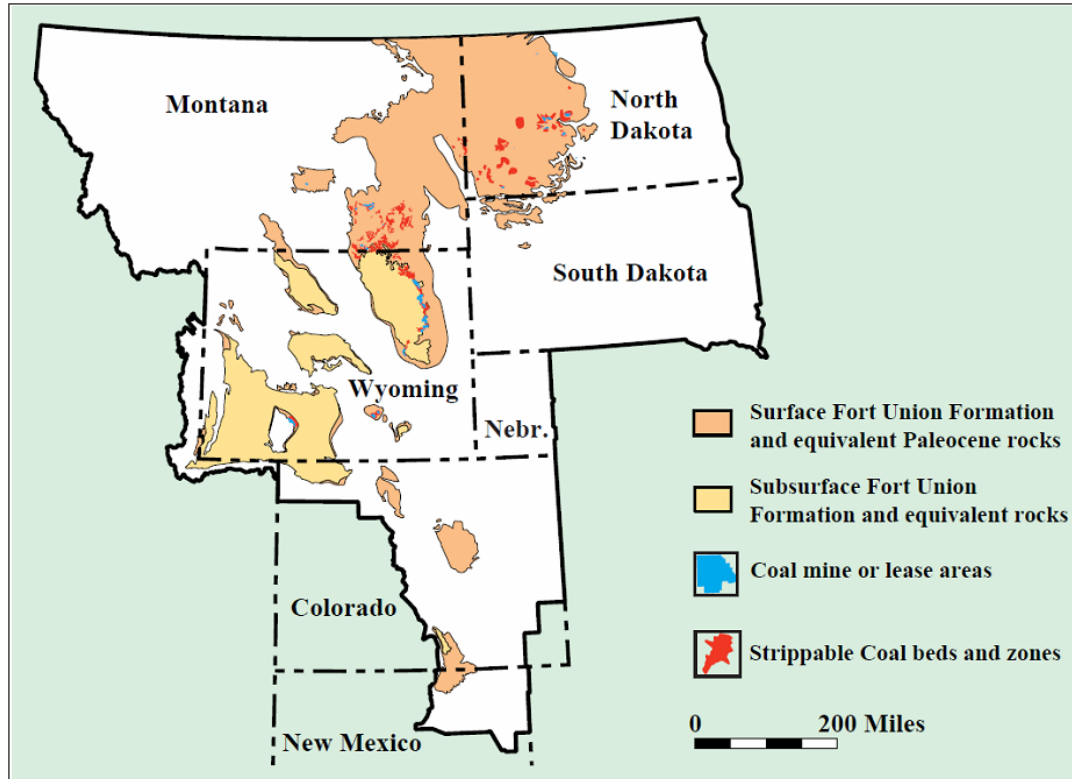 Montana
North
Dakota
South Dakota
Wyoming
Nebr.
Colorado
New Mexico
Surface Fort Union Formation
and equivalent Paleocene rocks
Subsurface Fort Union
Formation and equivalent rocks
Coal mine or lease areas
Strippable Coal beds and zones
0 200 Miles